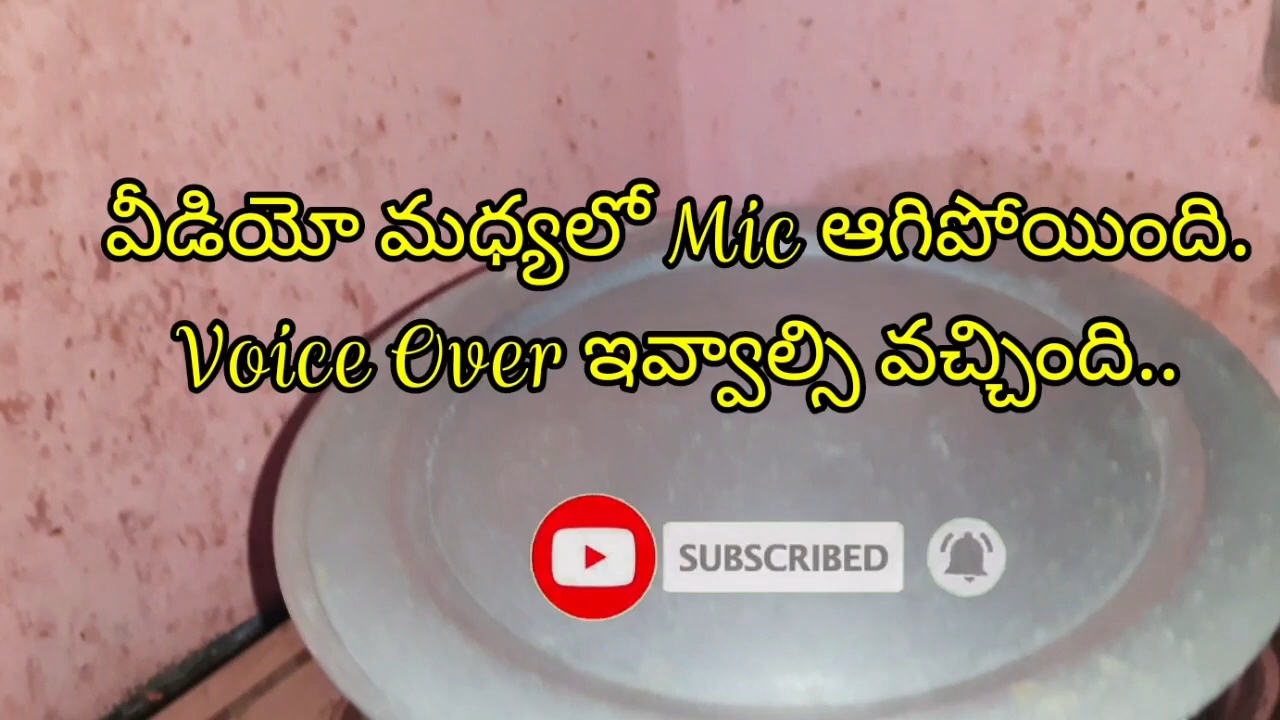 వీడియో మధ్యలో Mic ఆగిపోయింది.
Voice Over ఇవ్వాల్సి వచ్చింది..
SUBSCRIBED